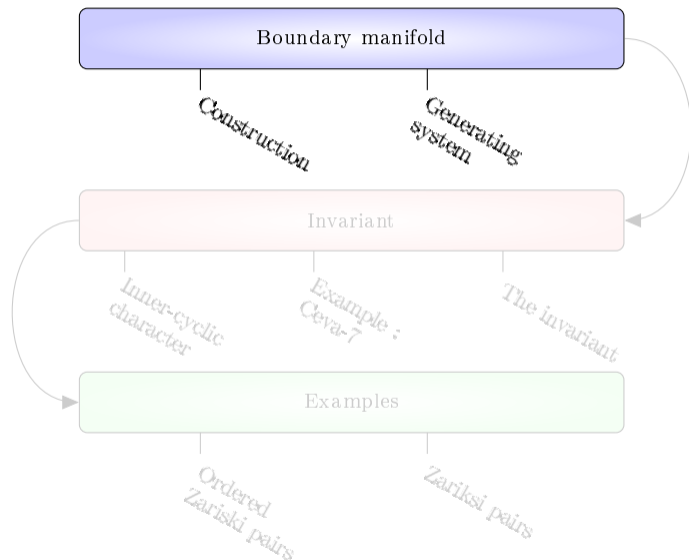 Boundary manifold
Construction
Generating
system
Invariant
Inner-cyclic
character
Example :
Ceva-7
The invariant
Examples
Ordered
Zariski pairs
Zariksi pairs